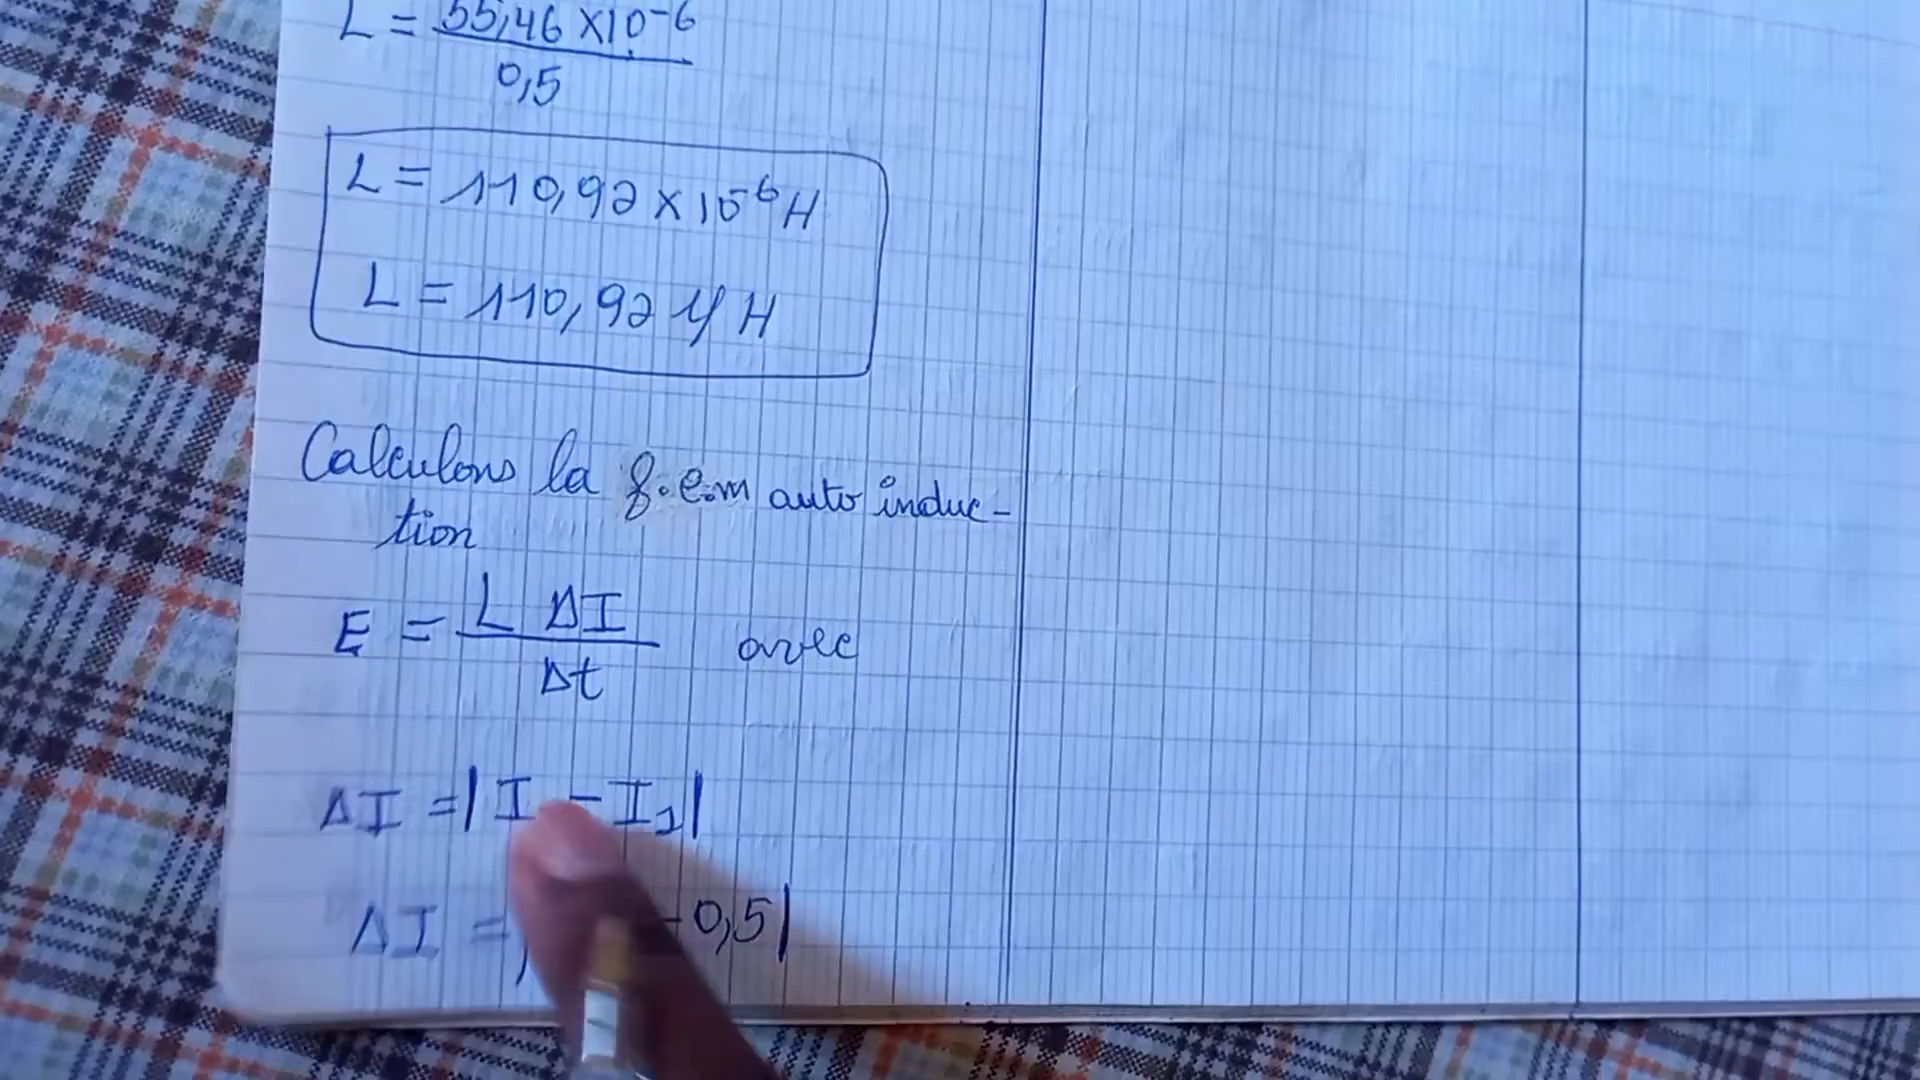 L = 55,46 x10-6
0,5
L = 110,92 x 10-6 H
L = 110,92 µH
Calculons la f.e.m auto induc-
tion
E = L ΔI avec
Δt
ΔI = | I - I1|
ΔI = - 0,5|